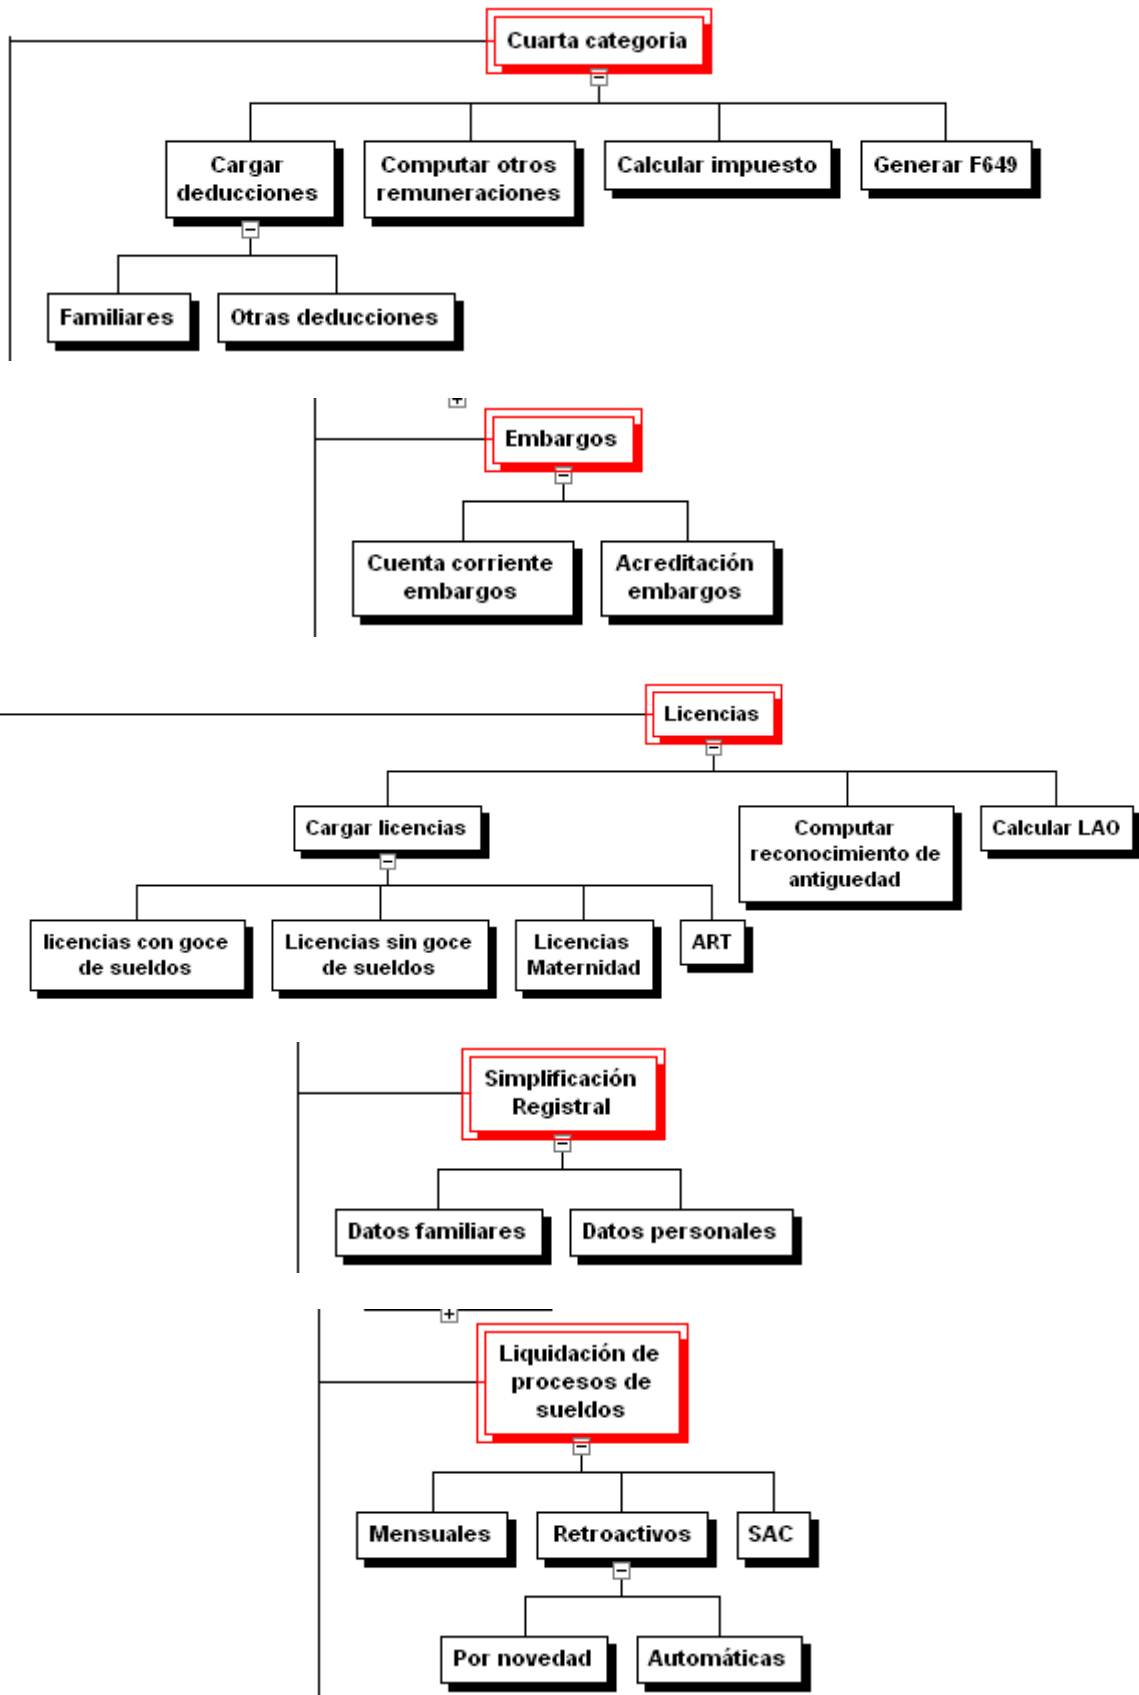 Cuarta categoria
Cargar
deducciones
Computar otros
remuneraciones
Calcular impuesto
Generar F649
Familiares
Otras deducciones
Embargos
Cuenta corriente
embargos
Acreditación
embargos
Licencias
Cargar licencias
Computar
reconocimiento de
antiguedad
Calcular LAO
licencias con goce
de sueldos
Licencias sin goce
de sueldos
Licencias
Maternidad
ART
Simplificación
Registral
Datos familiares
Datos personales
Liquidación de
procesos de
sueldos
Mensuales
Retroactivos
SAC
Por novedad
Automáticas